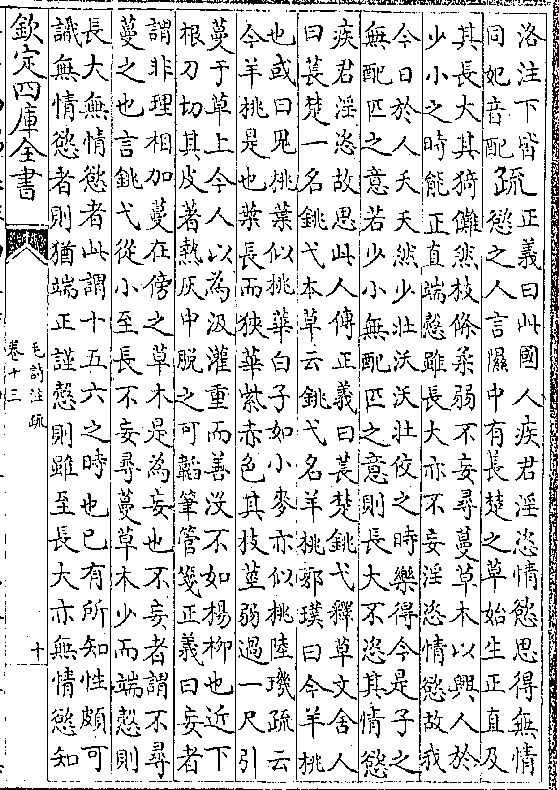 洛注下皆
同妃音配
疏
正義曰此國人疾君淫恣情慾思得無情
慾之人言隰中有長楚之草始生正直及
其長大其猗儺然枝條柔弱不妄尋蔓草木以興人於
少小之時能正直端慤雖長大亦不妄淫恣情慾故我
今日於人夭夭然少壯沃沃壯佼之時樂得今是子之
無配匹之意若少小無配匹之意則長大不恣其情慾
疾君淫恣故思此人傳正義曰萇楚銚弋釋草文舍人
曰萇楚一名銚弋本草云銚弋名羊桃郭璞曰今羊桃
也或曰鬼桃葉似桃華白子如小麥亦似桃陸璣疏云
今羊桃是也葉長而狹華紫赤色其枝莖弱過一尺引
蔓于草上今人以為汲灌重而善沒不如楊柳也近下
根刀切其皮著熱灰中脫之可韜筆管箋正義曰妄者
謂非理相加蔓在傍之草木是為妄也不妄者謂不尋
蔓之也言銚弋從小至長不妄尋蔓草木少而端慤則
長大無情慾者此謂十五六之時也已有所知性頗可
識無情慾者則猶端正謹慤則雖至長大亦無情慾知
欽定四庫全書
毛詩注疏
卷十三
十